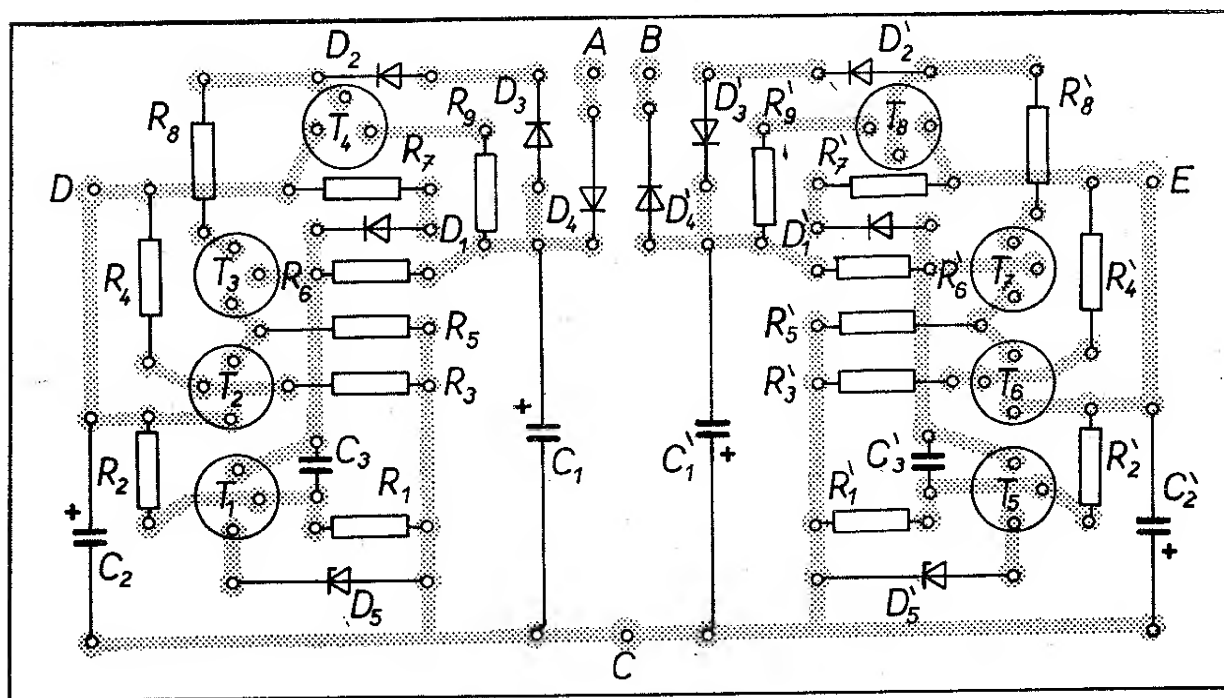 D2 A B D'2
D3 D'3
R8 T4 R9 R'9 T8 R'8
R7 R'7
D E
D4 D'4
D1 D'1
T3 R6 R'6 T7
R4 R'4
R5 R'5
T2 R3 R'3 T6
+ +
C3 C1 C'1 C'3
R2 T1 R1 R'1 T5 R'2 C'2
+ +
C2
D5 D'5
C